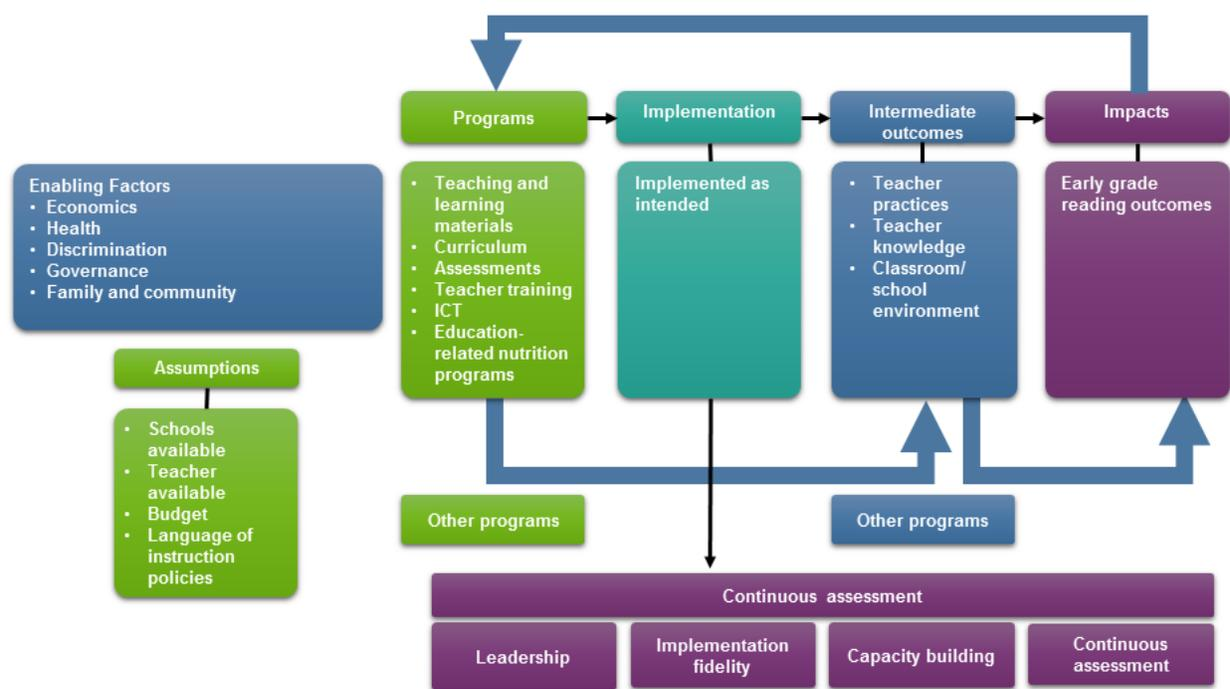 Programs
Implementation
Intermediate
outcomes
Impacts
Enabling Factors
• Economics
• Health
• Discrimination
• Governance
• Family and community
Assumptions
• Schools
available
• Teacher
available
• Budget
• Language of
instruction
policies
• Teaching and
learning
materials
• Curriculum
• Assessments
• Teacher training
• ICT
• Education-
related nutrition
programs
Implemented as
intended
• Teacher
practices
• Teacher
knowledge
• Classroom/
school
environment
Early grade
reading outcomes
Other programs
Other programs
Continuous assessment
Leadership
Implementation
fidelity
Capacity building
Continuous
assessment